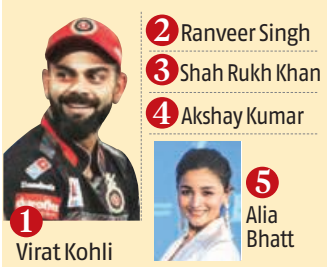 2 Ranveer Singh
3 Shah Rukh Khan
4 Akshay Kumar
1
Virat Kohli
5
Alia
Bhatt